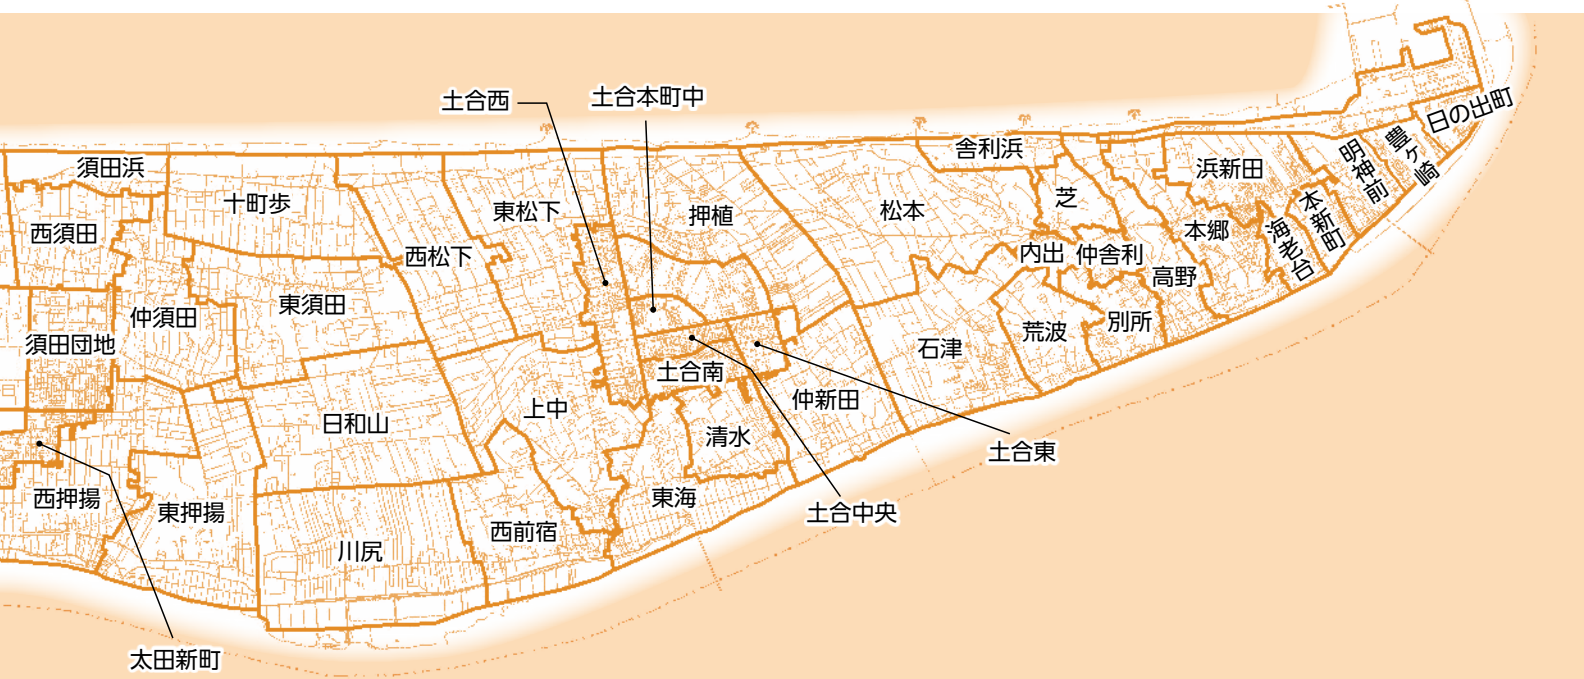 土合西
土合本町中
日の出町
須田浜
舎利浜
豊ヶ崎
明神前
浜新田
十町歩
東松下
押植
松本
芝
本新町
西須田
本郷
海老台
西松下
内出
仲舎利
高野
仲須田
東須田
別所
須田団地
荒波
石津
土合南
仲新田
上中
日和山
清水
土合東
西押揚
東押揚
東海
土合中央
西前宿
川尻
太田新町